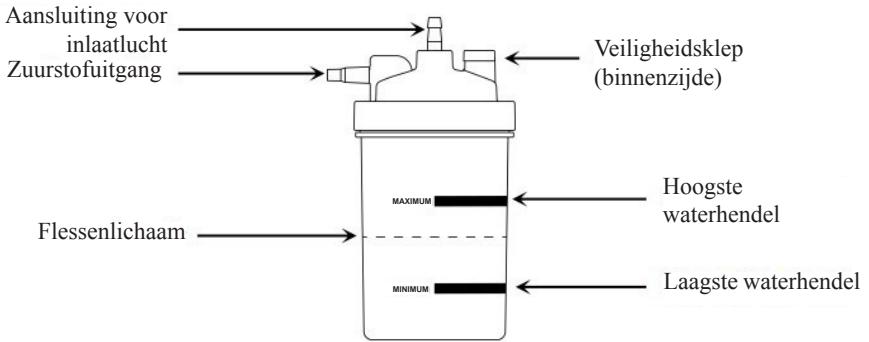 Aansluiting voor
inlaatlucht
Zuurstofuitgang
Veiligheidsklep
(binnenzijde)
MAXIMUM
Hoogste
waterhendel
Flessenlichaam
MINIMUM
Laagste waterhendel